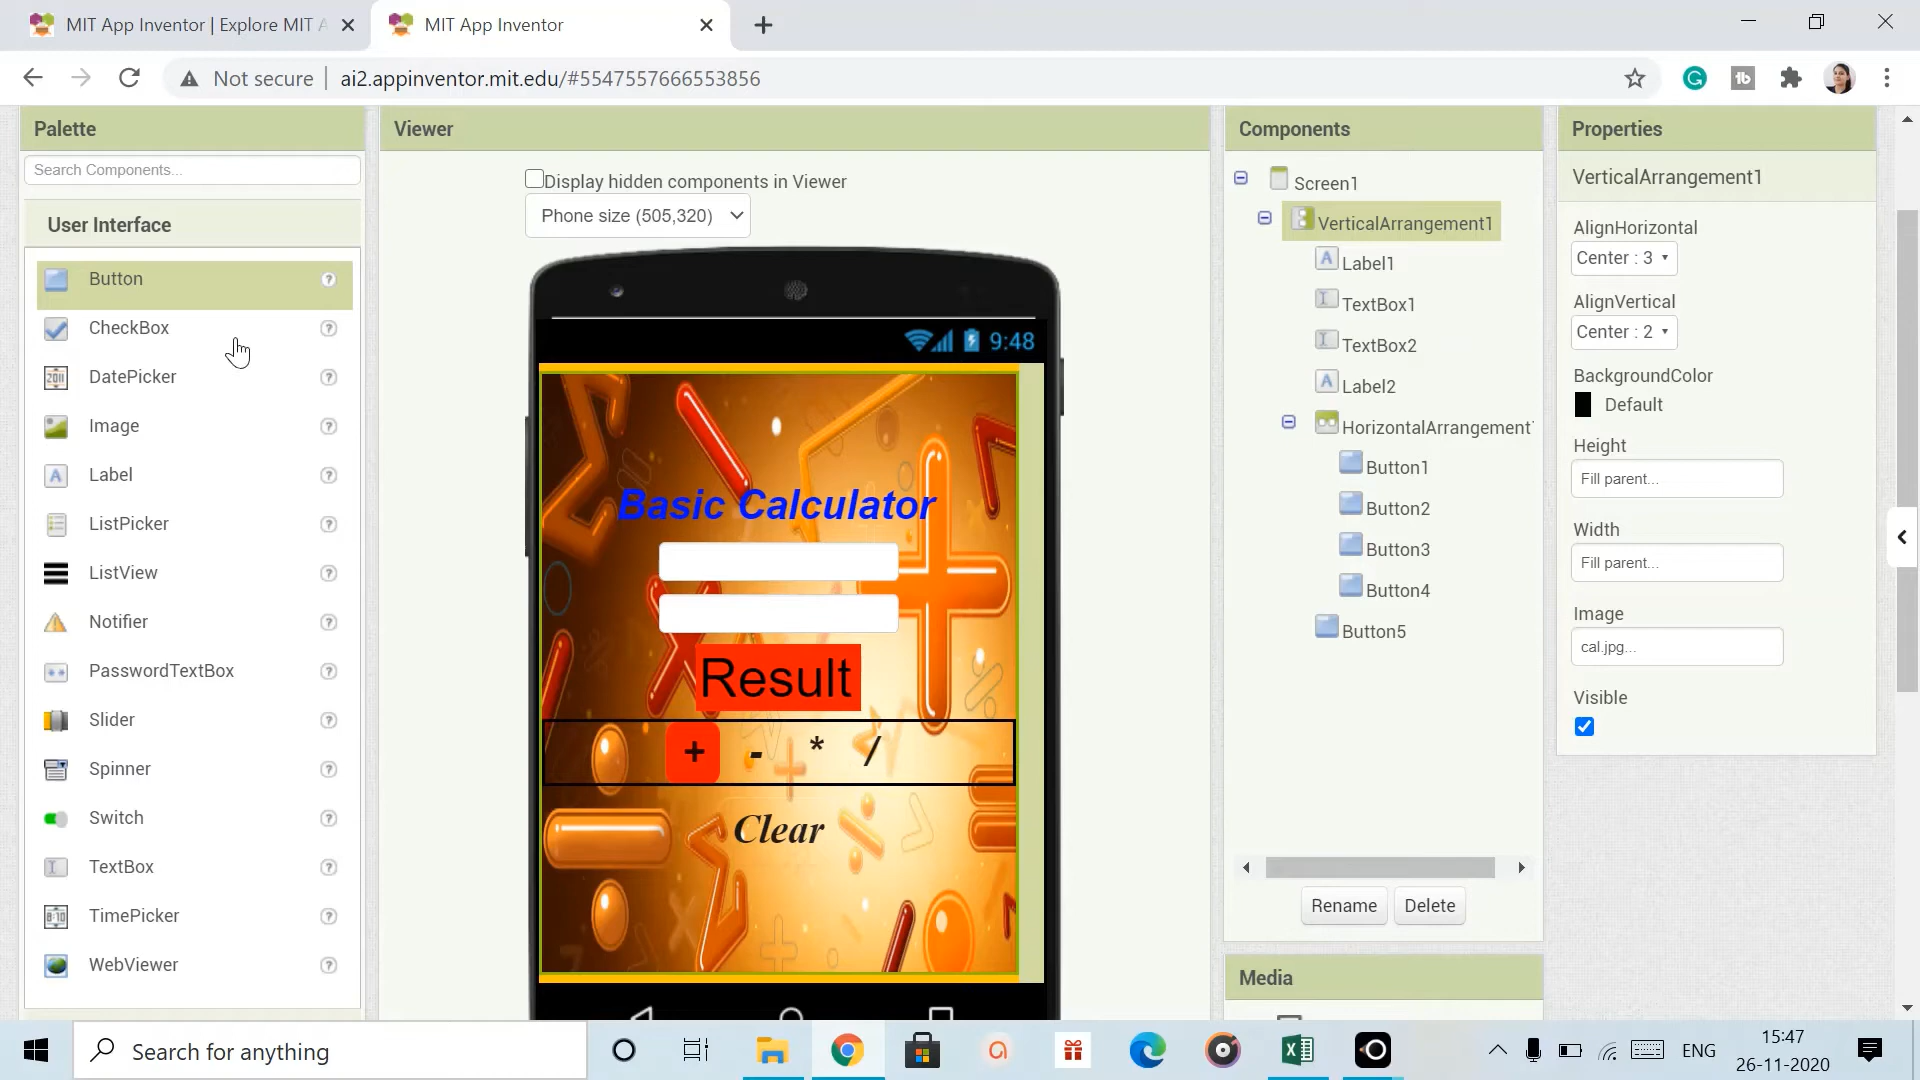 MIT App Inventor | Explore MIT A
MIT App Inventor
Not secure
ai2.appinventor.mit.edu/#5547557666553856
Palette
Search Components...
User Interface
Button
CheckBox
DatePicker
Image
Label
ListPicker
ListView
Notifier
PasswordTextBox
Slider
Spinner
Switch
TextBox
TimePicker
WebViewer
Viewer
Display hidden components in Viewer
Phone size (505,320)
9:48
Basic Calculator
Result
+ - * /
Clear
Components
Screen1
VerticalArrangement1
Label1
TextBox1
TextBox2
Label2
HorizontalArrangement
Button1
Button2
Button3
Button4
Button5
Rename Delete
Media
Properties
VerticalArrangement1
AlignHorizontal
Center : 3
AlignVertical
Center : 2
BackgroundColor
Default
Height
Fill parent...
Width
Fill parent...
Image
cal.jpg...
Visible
Search for anything
ENG
15:47
26-11-2020